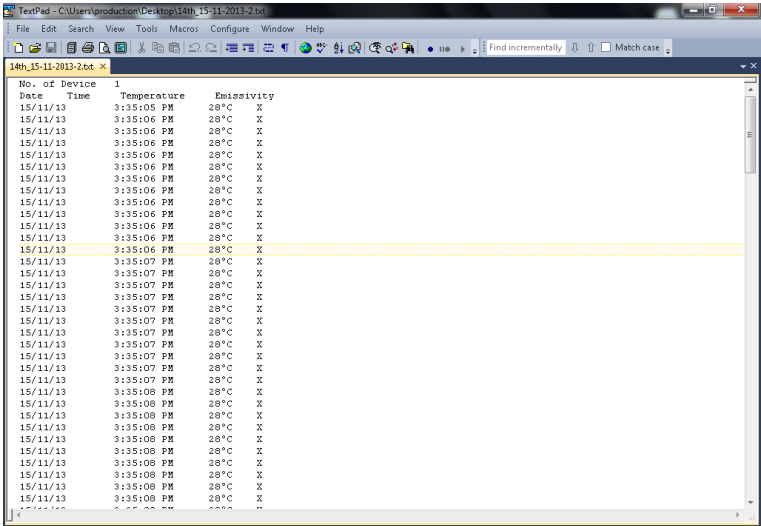 TextPad - C:\Users\production\Desktop\14th_15-11-2013-2.txt
File Edit Search View Tools Macros Configure Window Help
Find incrementally Match case
14th_15-11-2013-2.txt
No. of Device 1
Date Time Temperature Emissivity
15/11/13 3:35:05 PM 28°C X
15/11/13 3:35:06 PM 28°C X
15/11/13 3:35:06 PM 28°C X
15/11/13 3:35:06 PM 28°C X
15/11/13 3:35:06 PM 28°C X
15/11/13 3:35:06 PM 28°C X
15/11/13 3:35:06 PM 28°C X
15/11/13 3:35:06 PM 28°C X
15/11/13 3:35:06 PM 28°C X
15/11/13 3:35:06 PM 28°C X
15/11/13 3:35:06 PM 28°C X
15/11/13 3:35:06 PM 28°C X
15/11/13 3:35:06 PM 28°C X
15/11/13 3:35:07 PM 28°C X
15/11/13 3:35:07 PM 28°C X
15/11/13 3:35:07 PM 28°C X
15/11/13 3:35:07 PM 28°C X
15/11/13 3:35:07 PM 28°C X
15/11/13 3:35:07 PM 28°C X
15/11/13 3:35:07 PM 28°C X
15/11/13 3:35:07 PM 28°C X
15/11/13 3:35:07 PM 28°C X
15/11/13 3:35:07 PM 28°C X
15/11/13 3:35:07 PM 28°C X
15/11/13 3:35:08 PM 28°C X
15/11/13 3:35:08 PM 28°C X
15/11/13 3:35:08 PM 28°C X
15/11/13 3:35:08 PM 28°C X
15/11/13 3:35:08 PM 28°C X
15/11/13 3:35:08 PM 28°C X
15/11/13 3:35:08 PM 28°C X
15/11/13 3:35:08 PM 28°C X
15/11/13 3:35:08 PM 28°C X
15/11/13 3:35:08 PM 28°C X